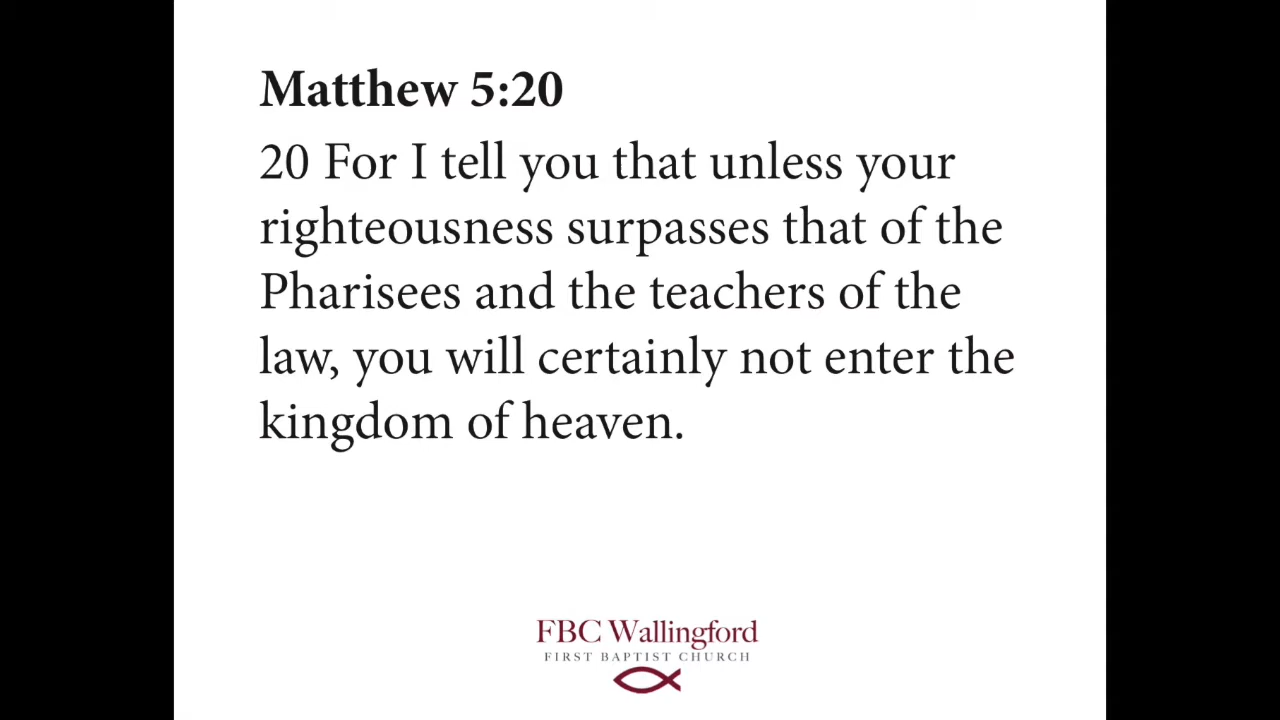 Matthew 5:20
20 For I tell you that unless your
righteousness surpasses that of the
Pharisees and the teachers of the
law, you will certainly not enter the
kingdom of heaven.
FBC Wallingford
FIRST BAPTIST CHURCH